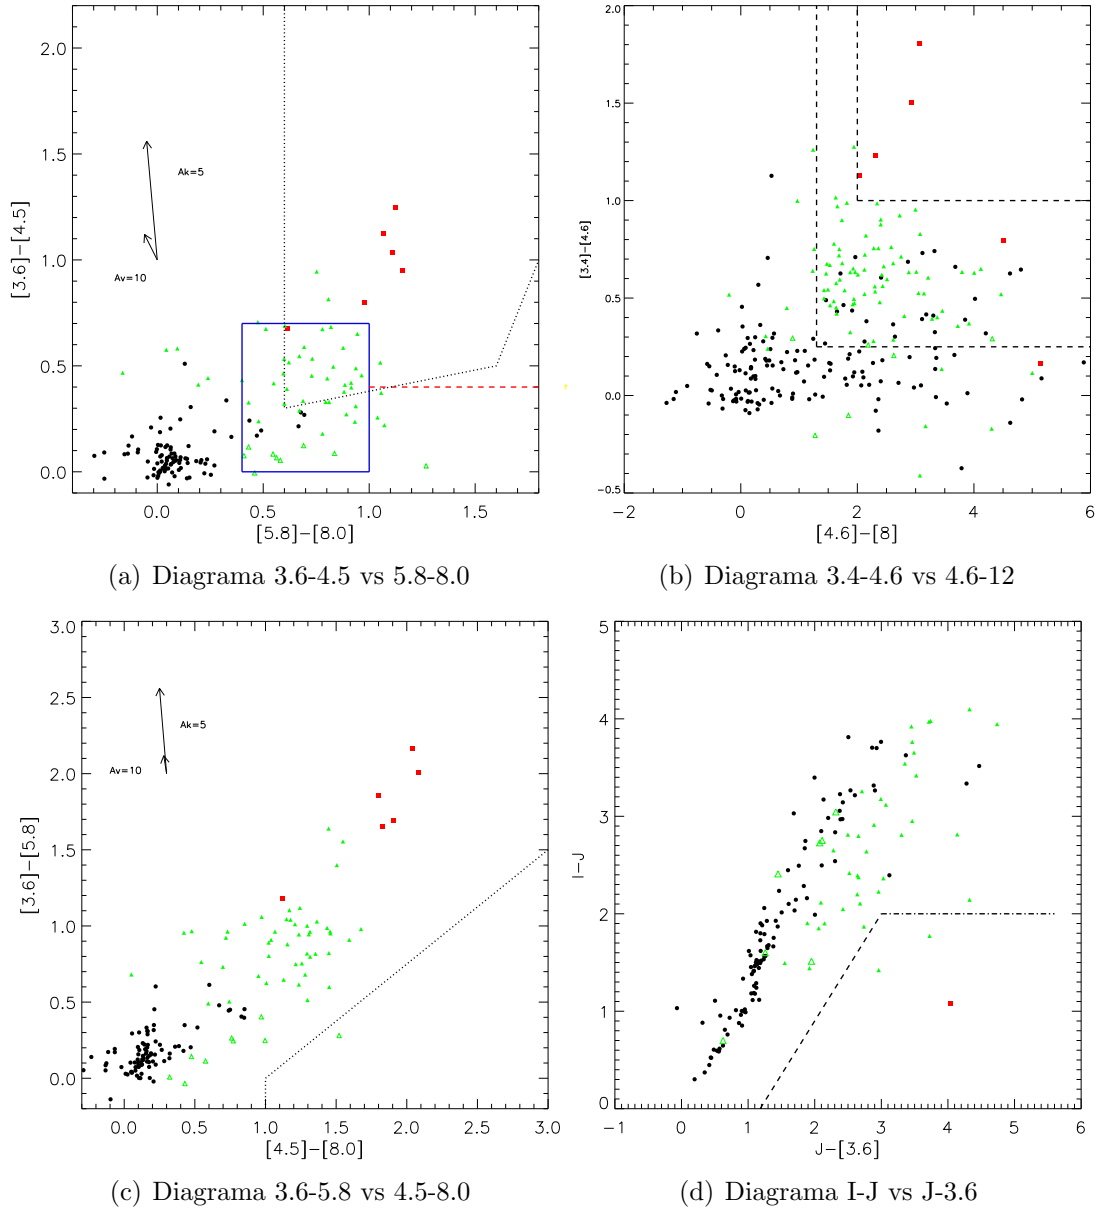 2.0
1.5
1.0
0.5
0.0
[3.6]-[4.5]
Ak=5
Av=10
0.0 0.5 1.0 1.5
[5.8]-[8.0]
(a) Diagrama 3.6-4.5 vs 5.8-8.0
2.0
1.5
1.0
0.5
0.0
-0.5
[3.4]-[4.6]
-2 0 2 4 6
[4.6]-[8]
(b) Diagrama 3.4-4.6 vs 4.6-12
3.0
2.5
2.0
1.5
1.0
0.5
0.0
[3.6]-[5.8]
Ak=5
Av=10
0.0 0.5 1.0 1.5 2.0 2.5 3.0
[4.5]-[8.0]
(c) Diagrama 3.6-5.8 vs 4.5-8.0
5
4
3
2
1
0
I-J
-1 0 1 2 3 4 5 6
J-[3.6]
(d) Diagrama I-J vs J-3.6